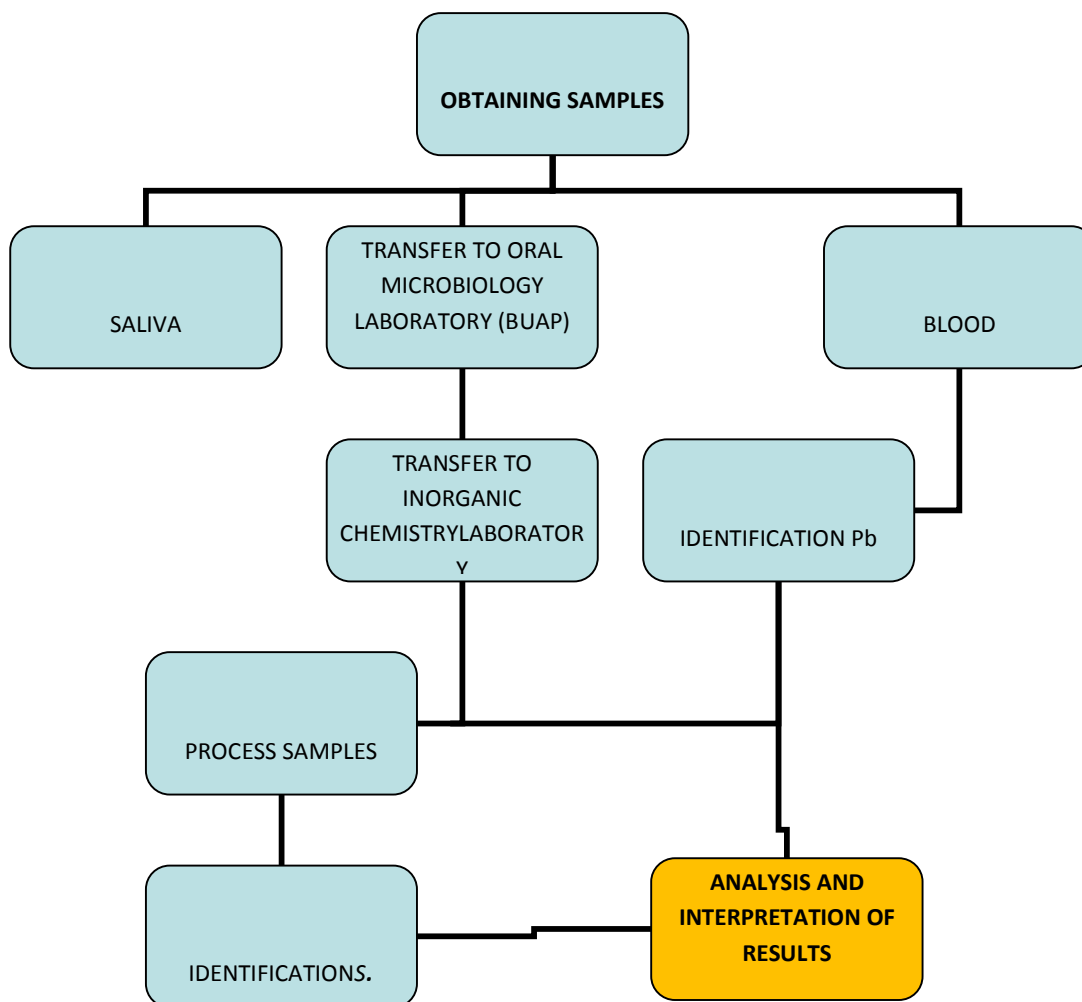 OBTAINING SAMPLES
SALIVA
TRANSFER TO ORAL
MICROBIOLOGY
LABORATORY (BUAP)
BLOOD
TRANSFER TO
INORGANIC
CHEMISTRYLABORATOR
Y
IDENTIFICATION Pb
PROCESS SAMPLES
IDENTIFICATIONS.
ANALYSIS AND
INTERPRETATION OF
RESULTS